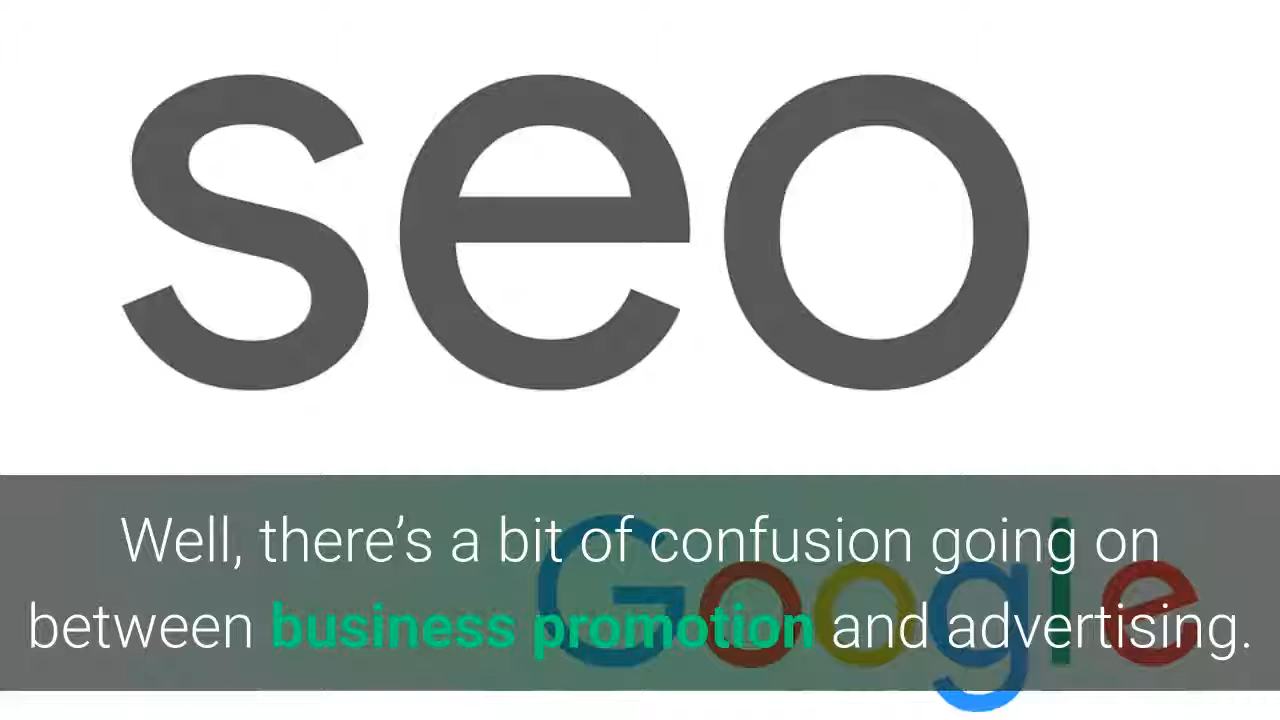 seo
Google
Well, there’s a bit of confusion going on
between business promotion and advertising.